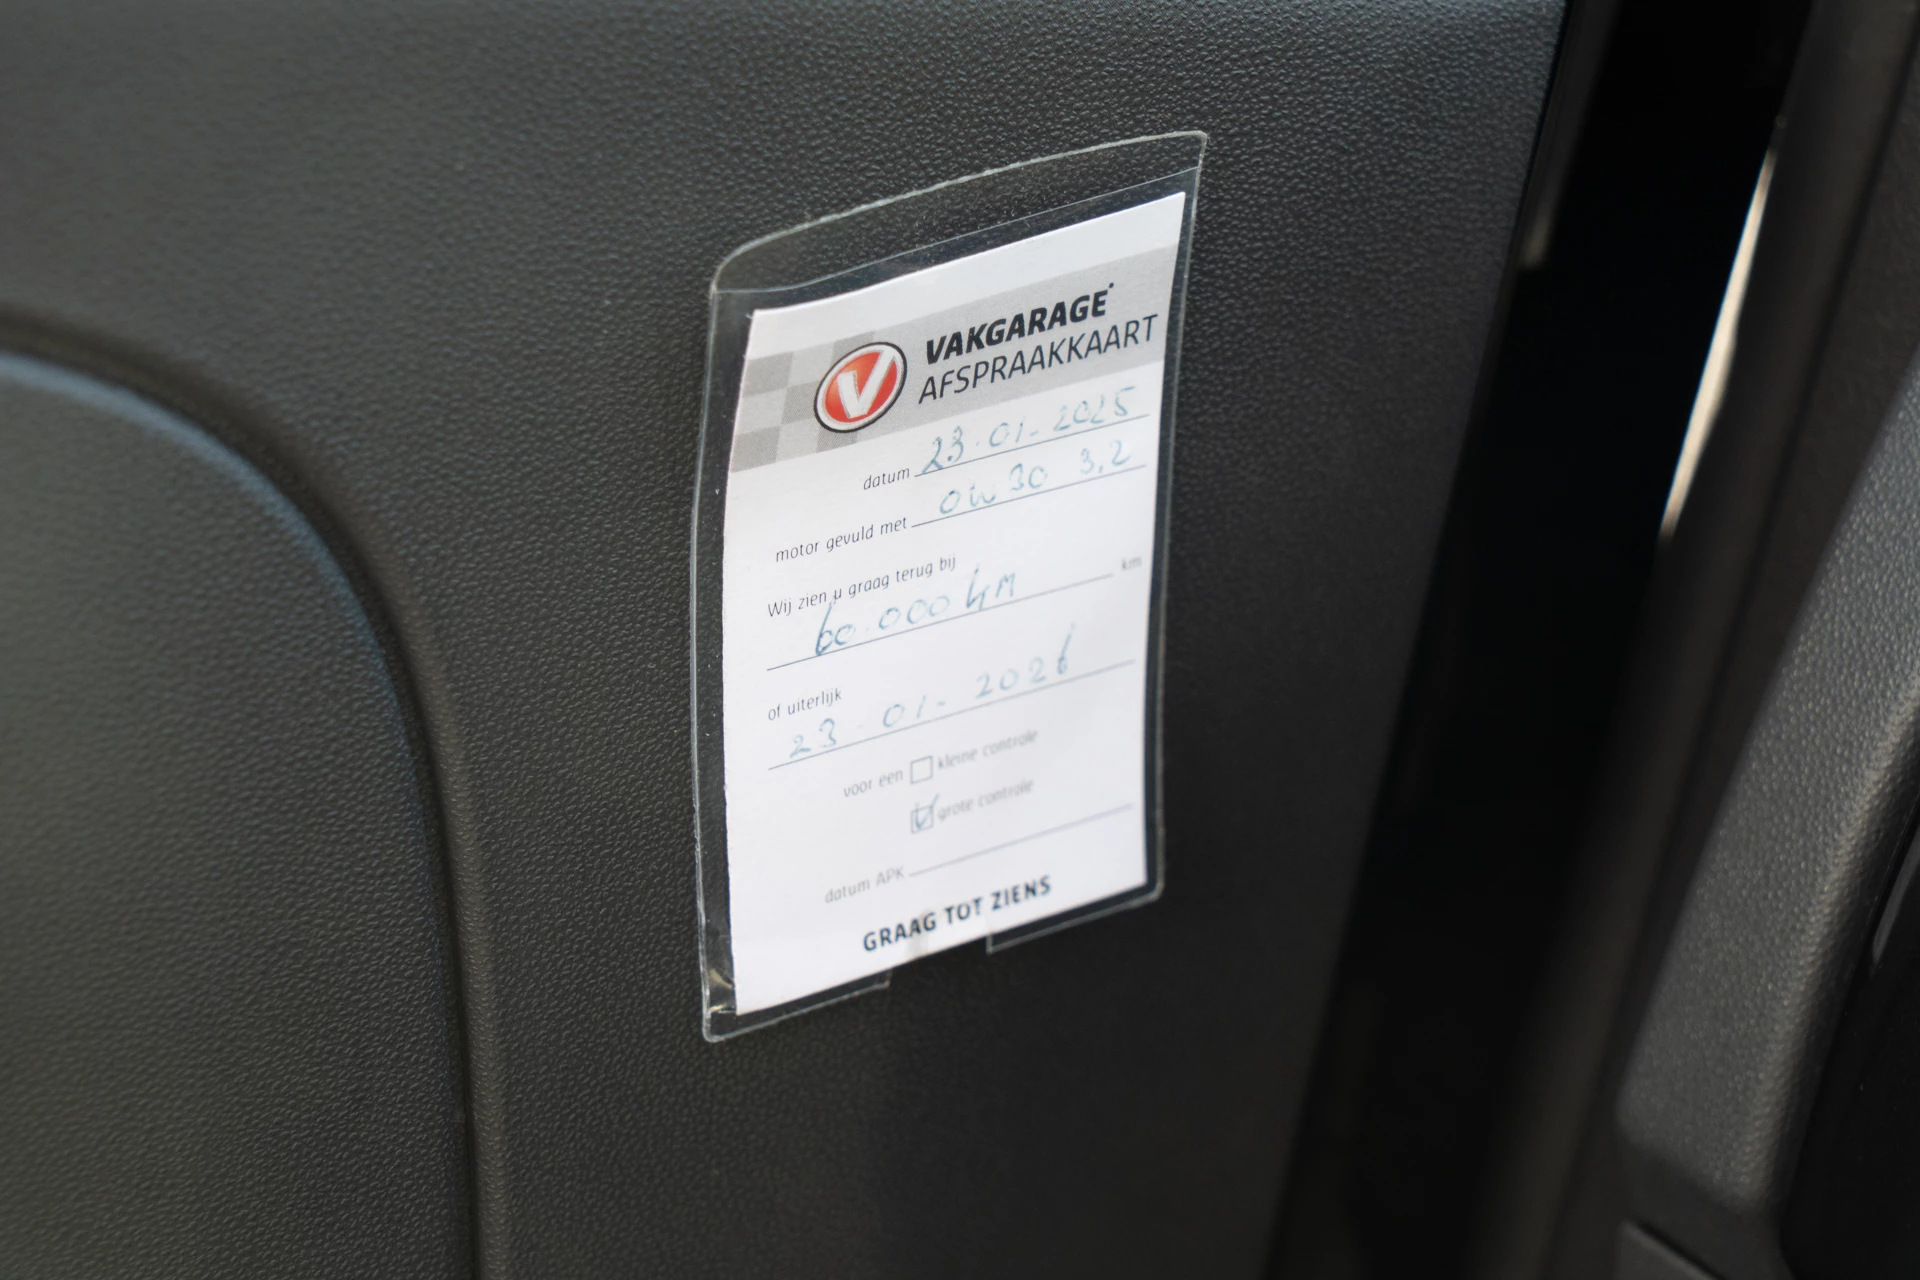 V
VAKGARAGE
AFSPRAAKKAART
datum 23-01-2025
motor gevuld met 0w30 3,2
Wij zien u graag terug bij
60.000 KM km
of uiterlijk
23-01-2026
voor een kleine controle
grote controle
datum APK
GRAAG TOT ZIENS